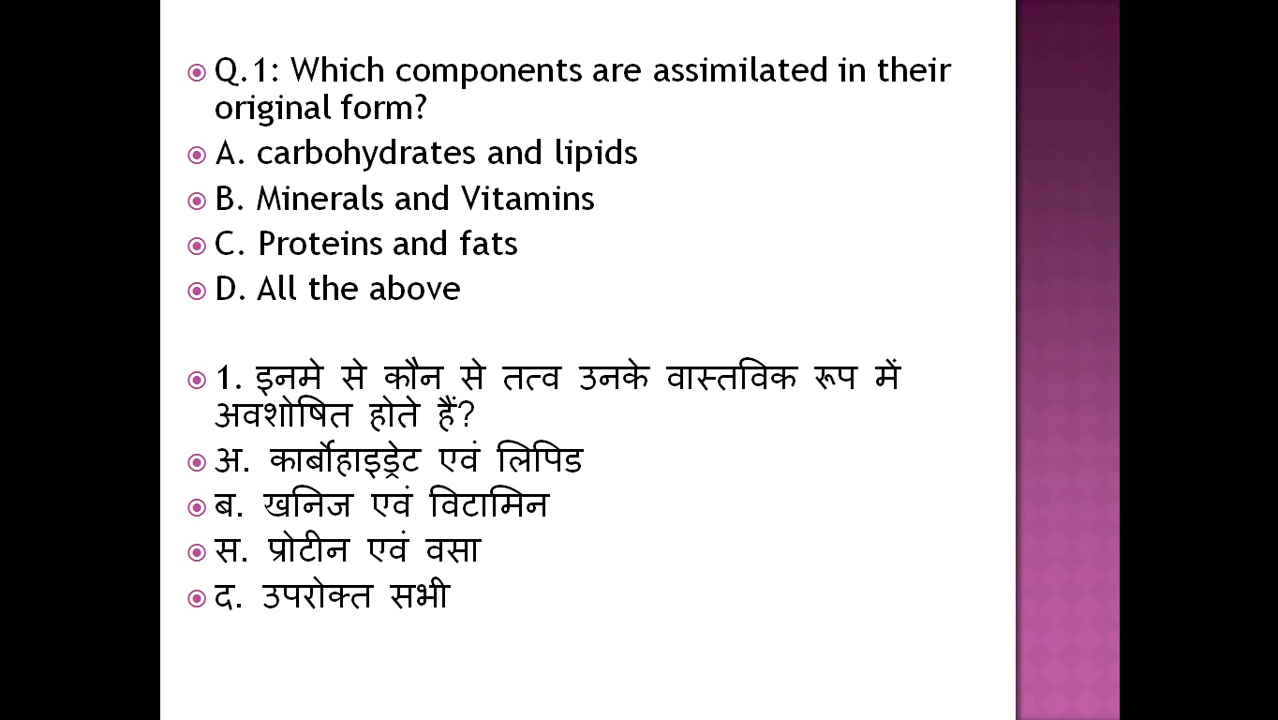 Q.1: Which components are assimilated in their
original form?
A. carbohydrates and lipids
B. Minerals and Vitamins
C. Proteins and fats
D. All the above
1. इनमे से कौन से तत्व उनके वास्तविक रूप में
अवशोषित होते हैं?
अ. कार्बोहाइड्रेट एवं लिपिड
ब. खनिज एवं विटामिन
स. प्रोटीन एवं वसा
द. उपरोक्त सभी